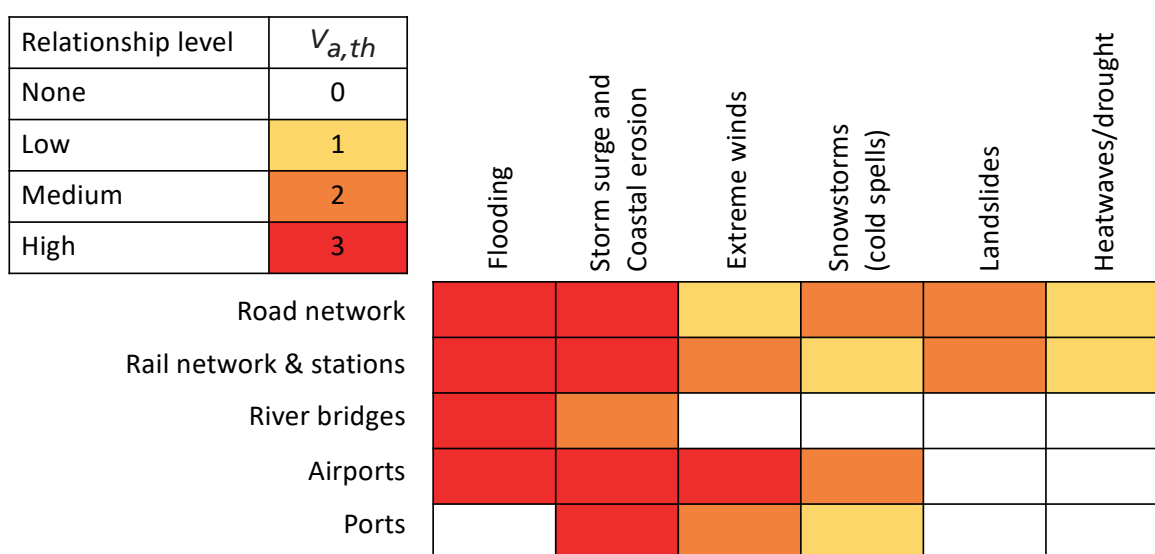 Relationship level V_a,th
None 0
Low 1
Medium 2
High 3
Flooding
Storm surge and
Coastal erosion
Extreme winds
Snowstorms
(cold spells)
Landslides
Heatwaves/drought
Road network
Rail network & stations
River bridges
Airports
Ports